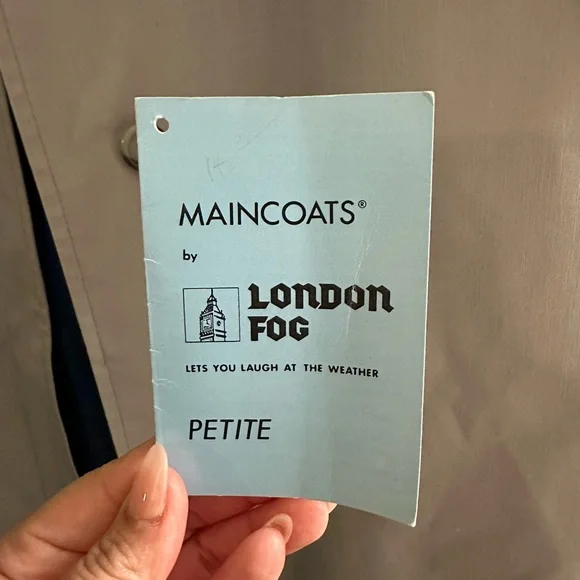 MAINCOATS®
by
LONDON
FOG
LETS YOU LAUGH AT THE WEATHER
PETITE